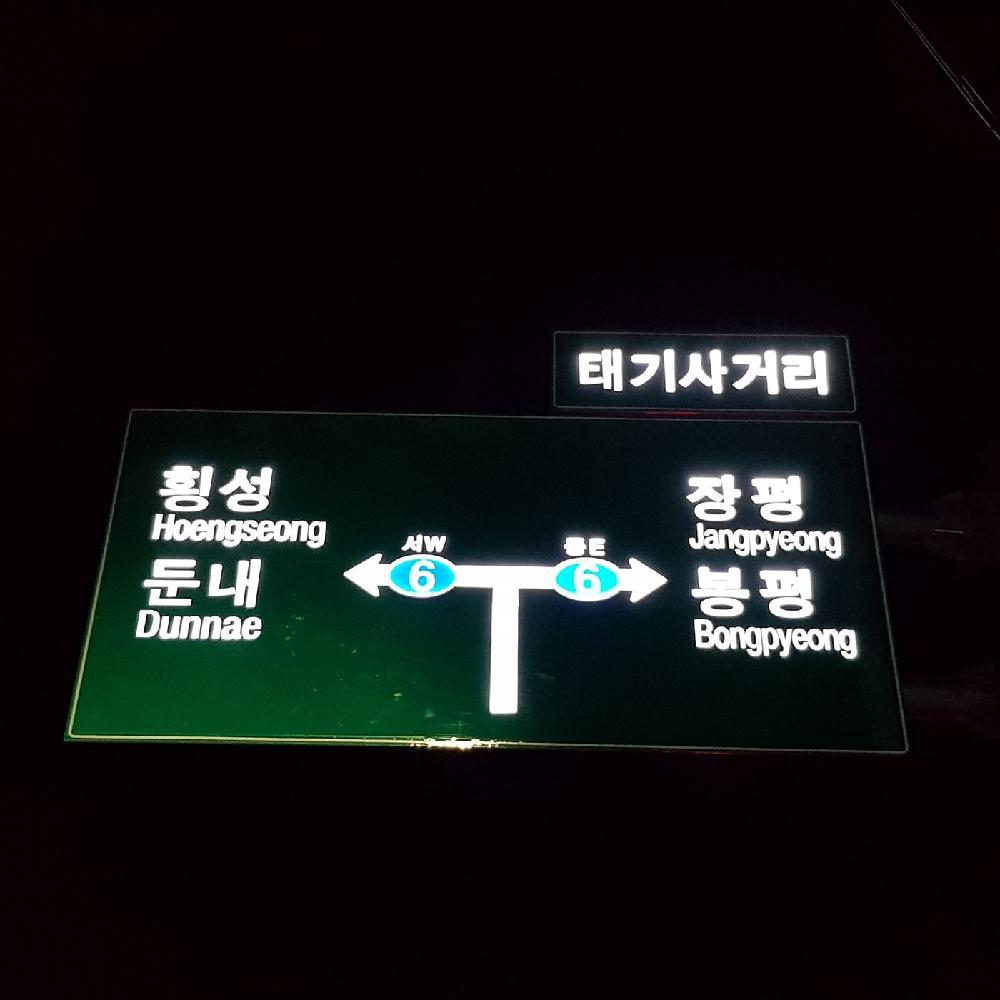 태기사거리
횡성
Hoengseong
둔내
Dunnae
서W
6
동E
6
장평
Jangpyeong
봉평
Bongpyeong